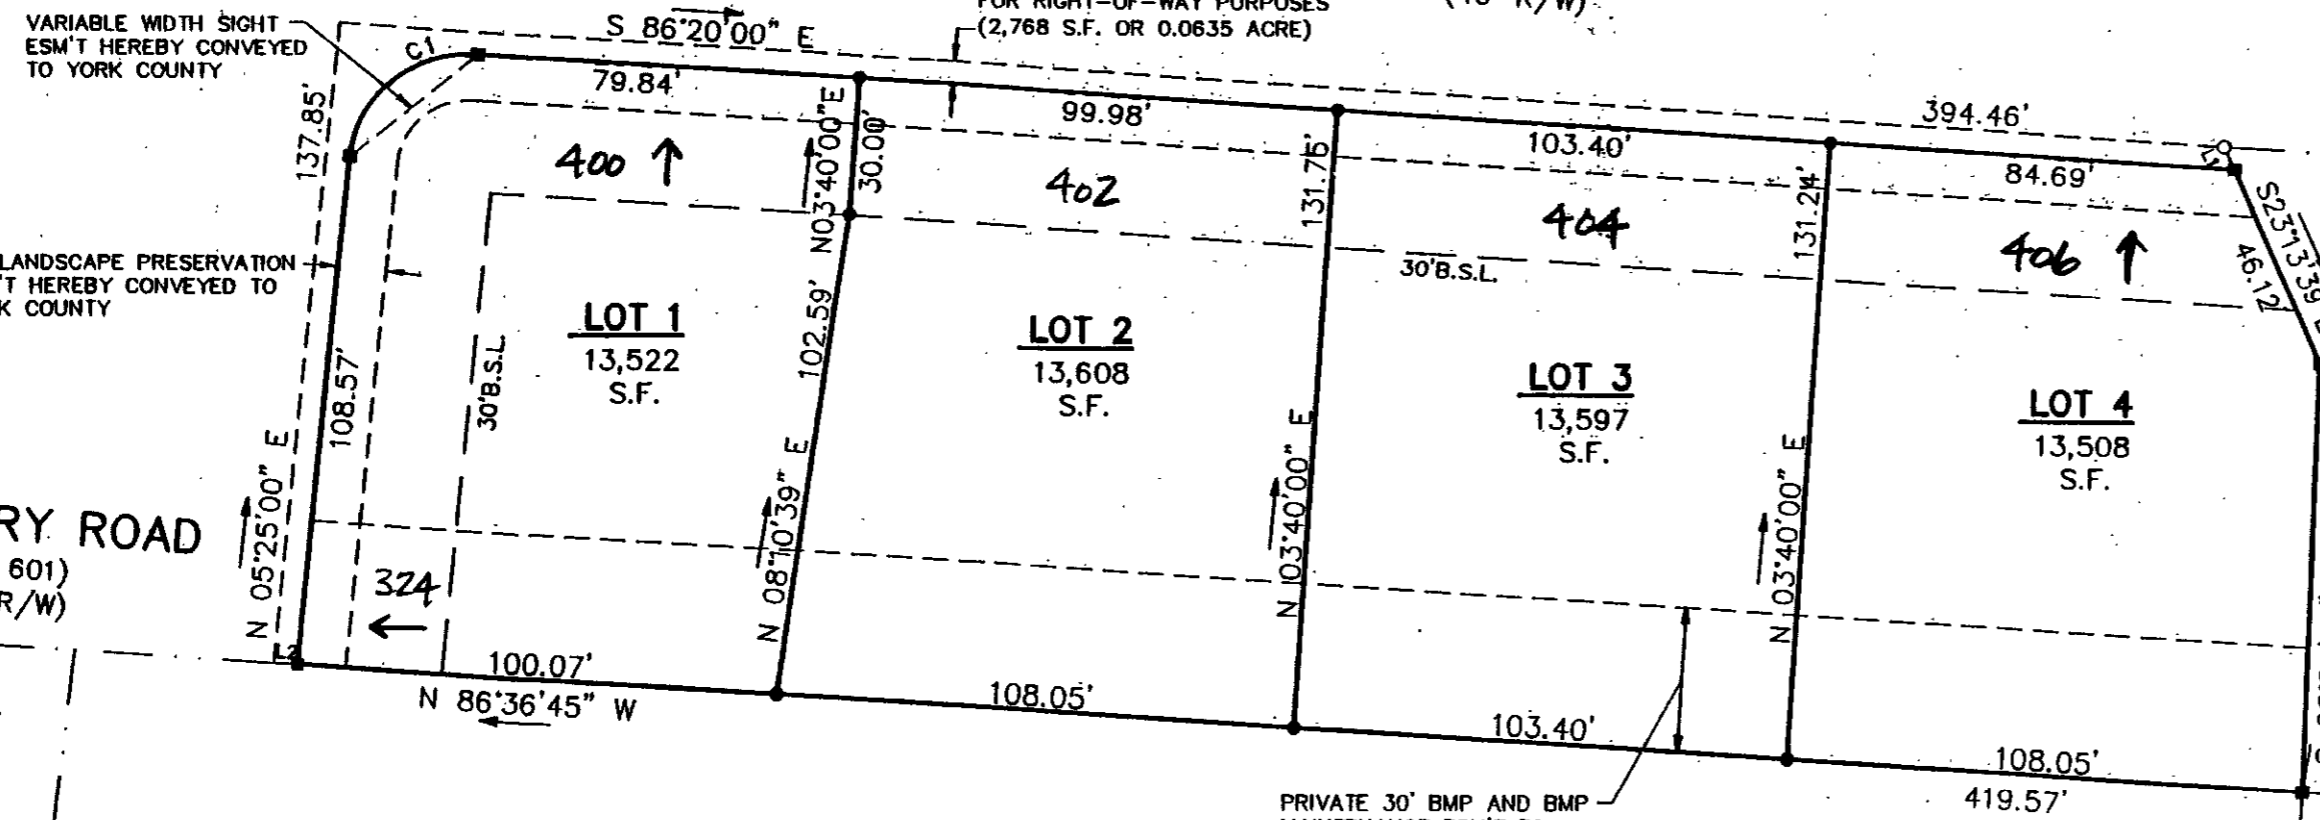 VARIABLE WIDTH SIGHT
ESM'T HEREBY CONVEYED
TO YORK COUNTY
C1
S 86°20'00" E
FOR RIGHT-OF-WAY PURPOSES
(2,768 S.F. OR 0.0635 ACRE)
R/W)
137.85'
79.84'
99.98'
103.40'
394.46'
84.69'
L1
400
N03°40'00"E
30.00'
402
131.75'
404
131.24'
406
S23°13'39"
46.12'
LANDSCAPE PRESERVATION
'T HEREBY CONVEYED TO
K COUNTY
30'B.S.L.
30'B.S.L.
108.57'
LOT 1
13,522
S.F.
102.59'
LOT 2
13,608
S.F.
LOT 3
13,597
S.F.
LOT 4
13,508
S.F.
RY ROAD
601)
R/W)
N 05°25'00" E
324
N 08°10'39" E
N 03°40'00" E
N 03°40'00" E
L2
100.07'
N 86°36'45" W
108.05'
103.40'
108.05'
419.57'
PRIVATE 30' BMP AND BMP